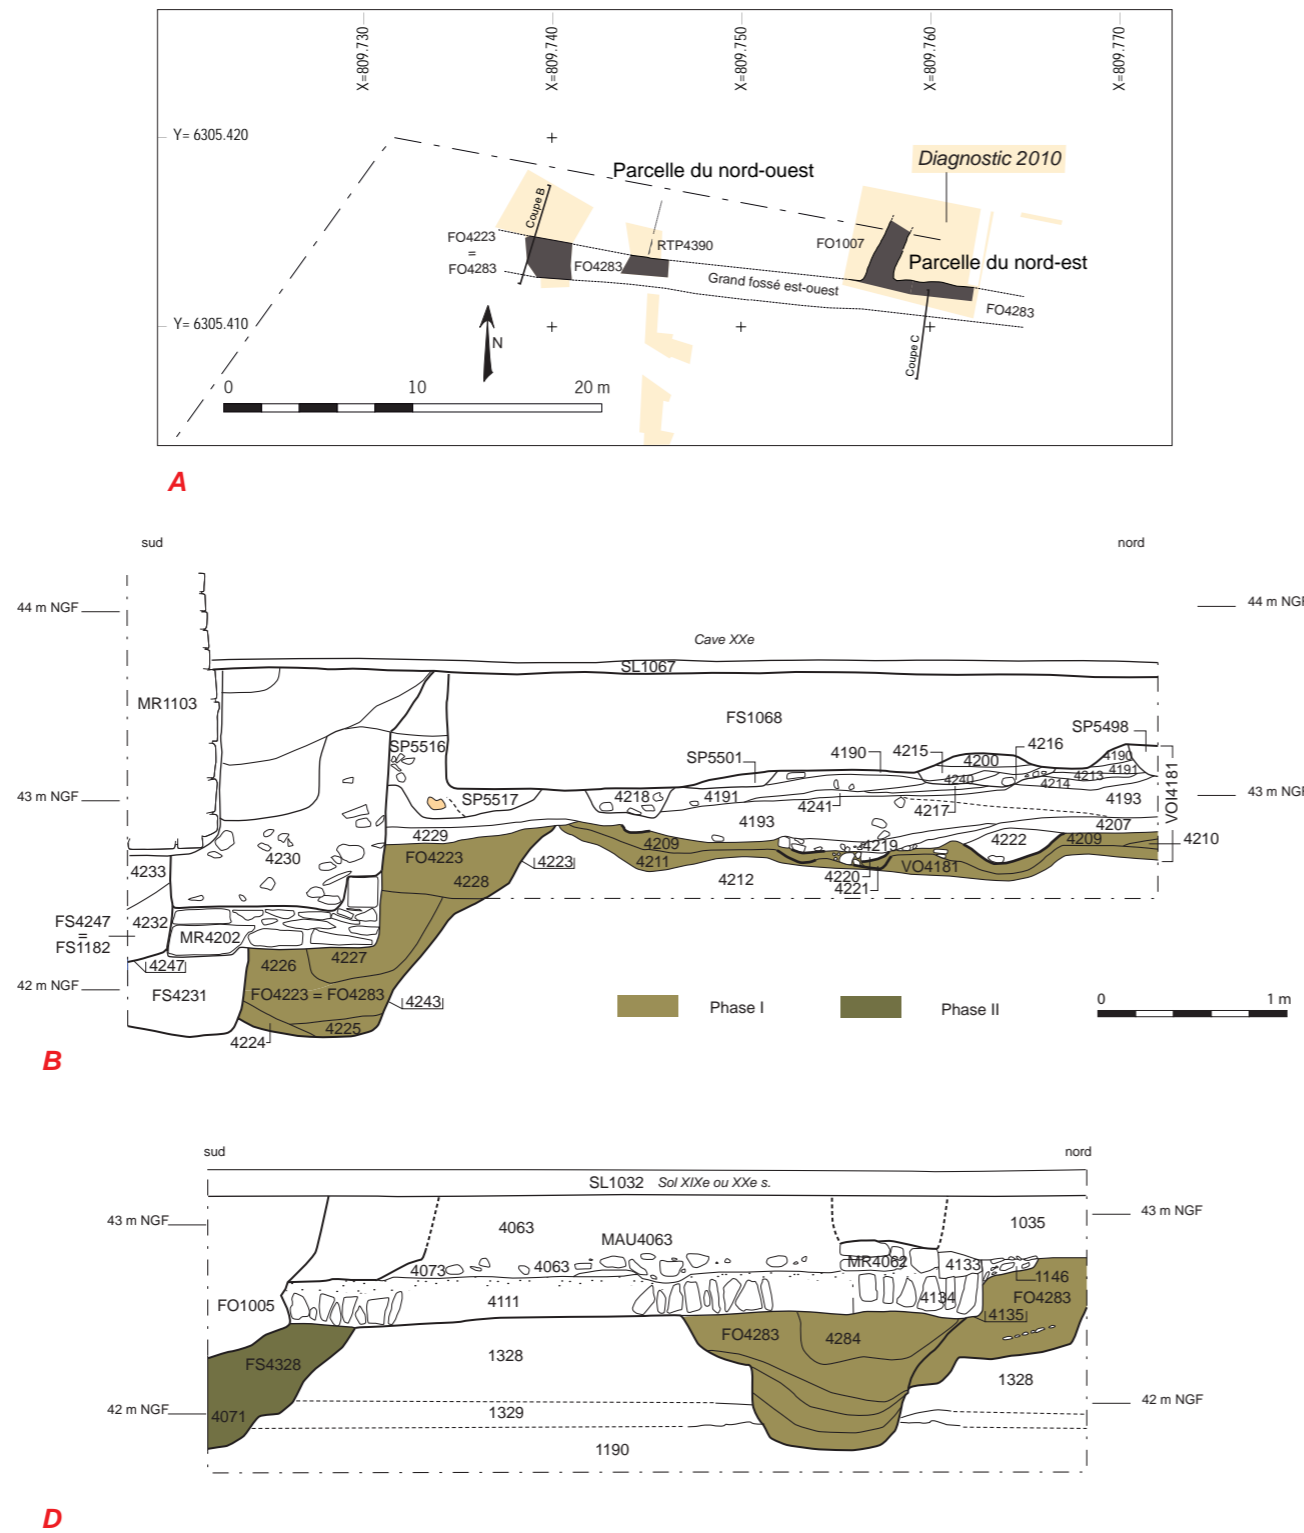 X=809.730
X=809.740
X=809.750
X=809.760
X=809.770
Y= 6305.420
Diagnostic 2010
Parcelle du nord-ouest
Coupe B
FO4223
=
FO4283
FO4283
RTP4390
FO1007
Parcelle du nord-est
Grand fossé est-ouest
FO4283
Y= 6305.410
Coupe C
N
0 10 20 m
A
sud
nord
44 m NGF
44 m NGF
Cave XXe
SL1067
MR1103
FS1068
SP5498
SP5516
4216
4215
4190
SP5501
4200
4190
4191
4213
4240
4214
SP5517
4218
4191
4241
4217
4193
43 m NGF
43 m NGF
VOI4181
4193
4207
4229
4209
4219
4222
4209
4210
4230
FO4223
4223
4211
4212
4220
VO4181
4221
4233
4228
4232
FS4247
=
FS1182
MR4202
4247
4226
4227
42 m NGF
FS4231
FO4223 = FO4283
4243
4225
4224
Phase I
Phase II
0 1 m
B
sud
nord
SL1032 Sol XIXe ou XXe s.
43 m NGF
43 m NGF
4063
1035
MAU4063
4073
4063
MR4062
4133
1146
FO1005
4111
4134
FO4283
4135
FO4283
4284
FS4328
1328
1328
42 m NGF
42 m NGF
4071
1329
1190
D